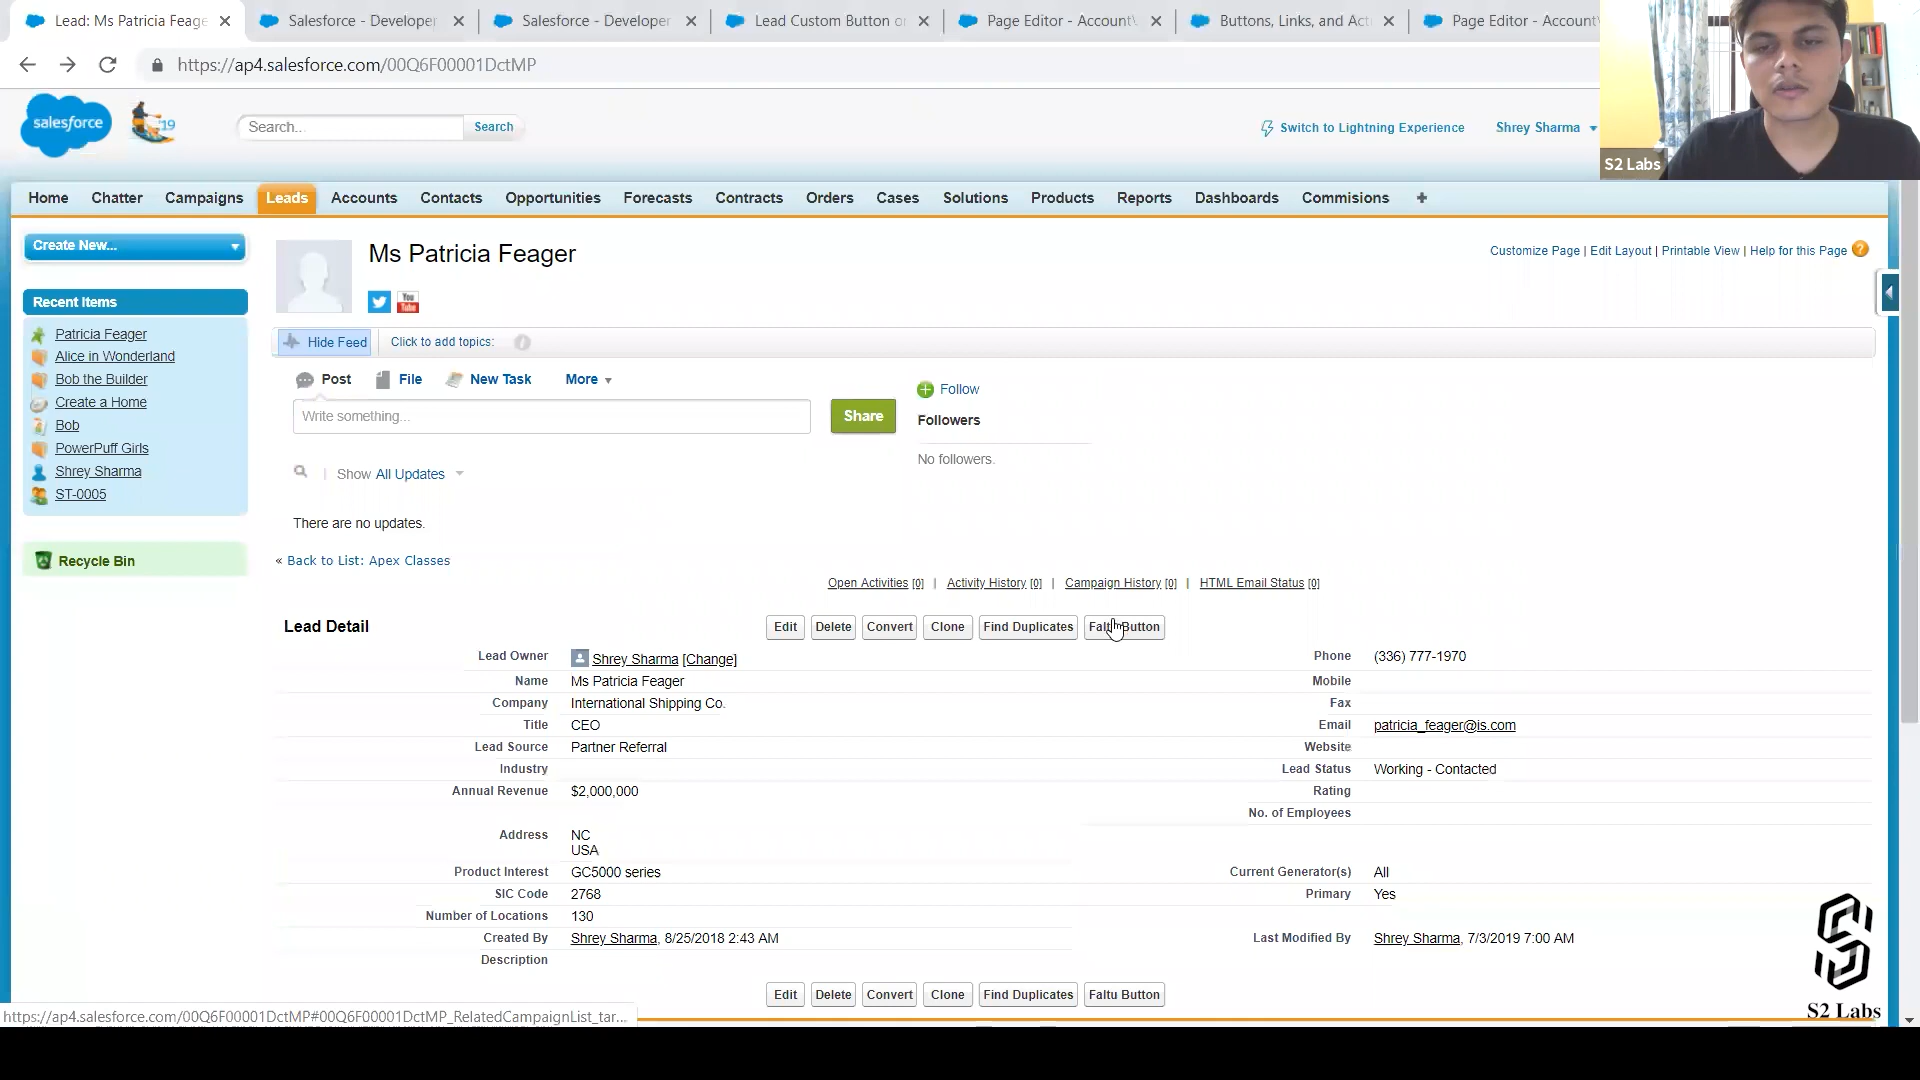 Lead: Ms Patricia Feage
Salesforce - Developer
Salesforce - Developer
Lead Custom Button o
Page Editor - Account\
Buttons, Links, and Act
Page Editor - Account\
https://ap4.salesforce.com/00Q6F00001DctMP
salesforce
'19
Search...
Search
Switch to Lightning Experience
Shrey Sharma
S2 Labs
Home
Chatter
Campaigns
Leads
Accounts
Contacts
Opportunities
Forecasts
Contracts
Orders
Cases
Solutions
Products
Reports
Dashboards
Commisions
+
Create New...
Recent Items
Patricia Feager
Alice in Wonderland
Bob the Builder
Create a Home
Bob
PowerPuff Girls
Shrey Sharma
ST-0005
Recycle Bin
Ms Patricia Feager
Customize Page | Edit Layout | Printable View | Help for this Page ?
You Tube
Hide Feed
Click to add topics:
Post
File
New Task
More
Write something...
Share
Follow
Followers
No followers.
Show All Updates
There are no updates.
« Back to List: Apex Classes
Open Activities [0] | Activity History [0] | Campaign History [0] | HTML Email Status [0]
Lead Detail
Edit
Delete
Convert
Clone
Find Duplicates
Faltu Button
Lead Owner Shrey Sharma [Change]
Phone (336) 777-1970
Name Ms Patricia Feager
Mobile
Company International Shipping Co.
Fax
Title CEO
Email patricia_feager@is.com
Lead Source Partner Referral
Website
Industry
Lead Status Working - Contacted
Annual Revenue $2,000,000
Rating
No. of Employees
Address NC
USA
Product Interest GC5000 series
Current Generator(s) All
SIC Code 2768
Primary Yes
Number of Locations 130
Created By Shrey Sharma, 8/25/2018 2:43 AM
Last Modified By Shrey Sharma, 7/3/2019 7:00 AM
Description
Edit
Delete
Convert
Clone
Find Duplicates
Faltu Button
S2 Labs
https://ap4.salesforce.com/00Q6F00001DctMP#00Q6F00001DctMP_RelatedCampaignList_tar...